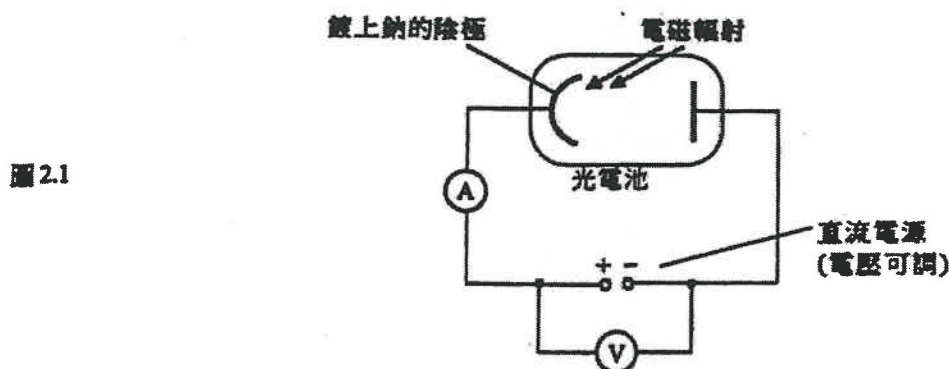 鍍上鈉的陰極
電磁輻射
圖 2.1
光電池
A
直流電源
(電壓可調)
+ -
V